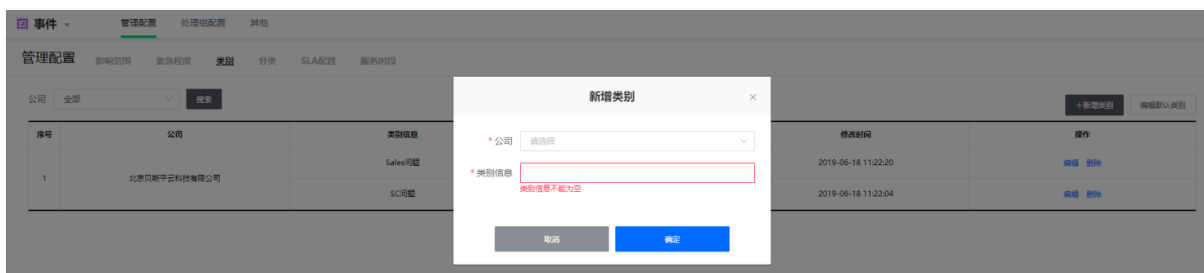 事件 管理配置 处理组配置 其他
管理配置 影响范围 紧急程度 类别 分类 SLA配置 服务时段
公司 全部 搜索 +新增类别 编辑默认类别
新增类别
序号 公司 类别信息 修改时间 操作
* 公司 请选择
Sales问题 2019-06-18 11:22:20 编辑 删除
1 北京贝斯平云科技有限公司
* 类别信息
类别信息不能为空
SC问题 2019-06-18 11:22:04 编辑 删除
取消 确定